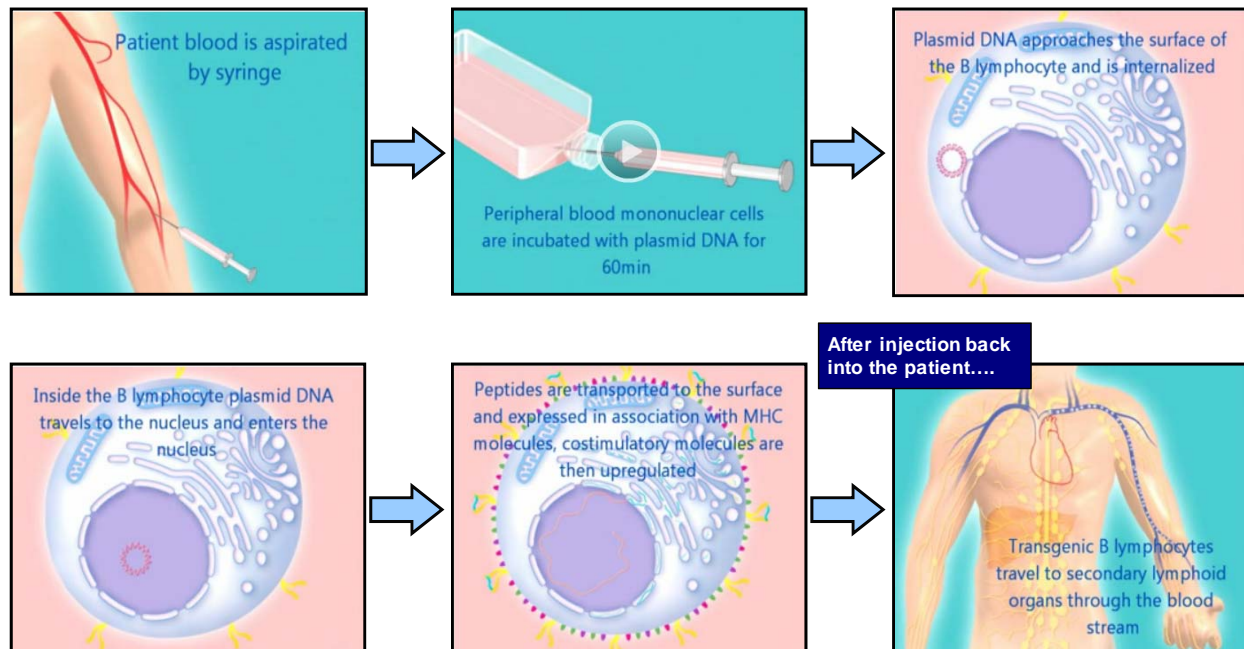 Patient blood is aspirated
by syringe
Peripheral blood mononuclear cells
are incubated with plasmid DNA for
60min
Plasmid DNA approaches the surface of
the B lymphocyte and is internalized
Inside the B lymphocyte plasmid DNA
travels to the nucleus and enters the
nucleus
Peptides are transported to the surface
and expressed in association with MHC
molecules, costimulatory molecules are
then upregulated
After injection back
into the patient....
Transgenic B lymphocytes
travel to secondary lymphoid
organs through the blood
stream